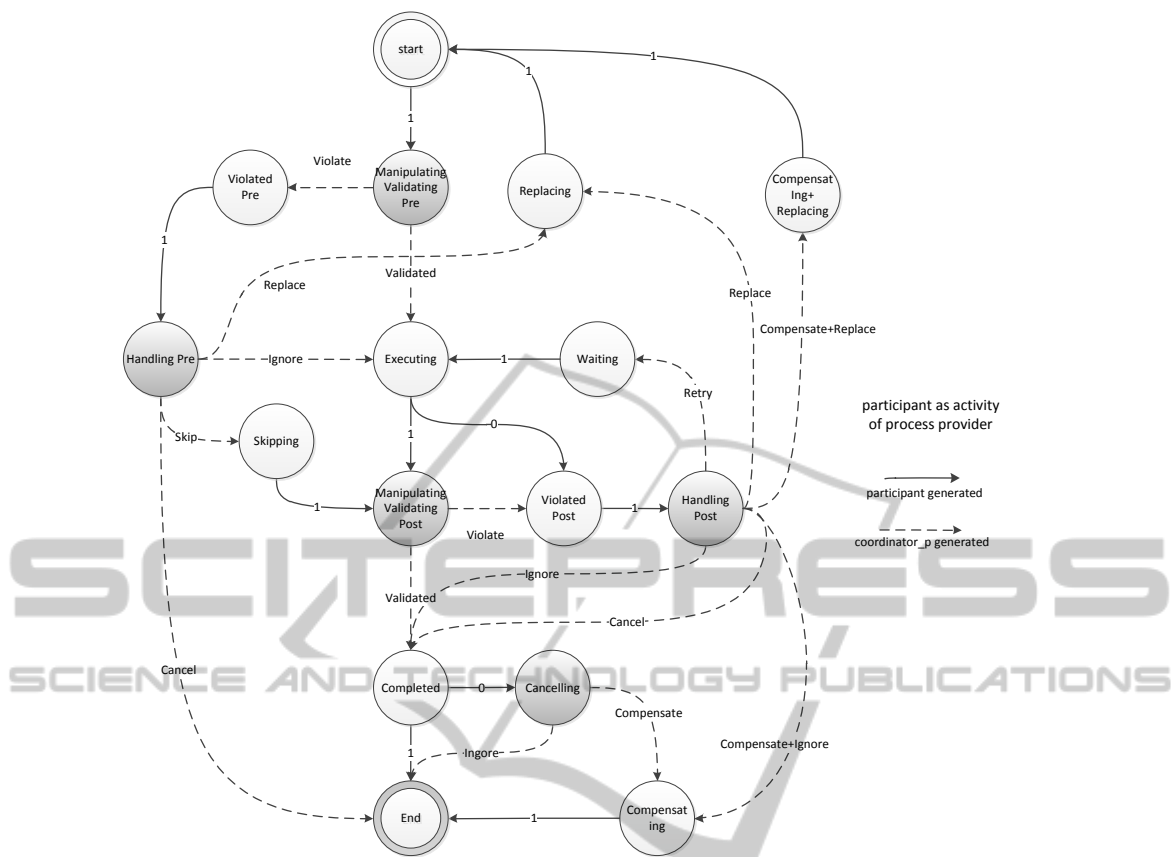 start
1
1
1
Violate
Violated
Pre
Manipulating
Validating
Pre
Replacing
Compensat
ing+
Replacing
1
Validated
Replace
Replace
Compensate+Replace
Handling Pre
Ignore
Executing
1
Waiting
Retry
participant as activity
of process provider
Skip
Skipping
1
0
1
Manipulating
Validating
Post
Violate
Violated
Post
1
Handling
Post
participant generated
coordinator_p generated
SCITEPRESS
Ignore
Validated
Cancel
SCIENCE AND TECHNOLOGY PUBLICATIONS
Cancel
Completed
0
Cancelling
Compensate
Compensate+Ignore
1
Ingore
End
1
Compensat
ing